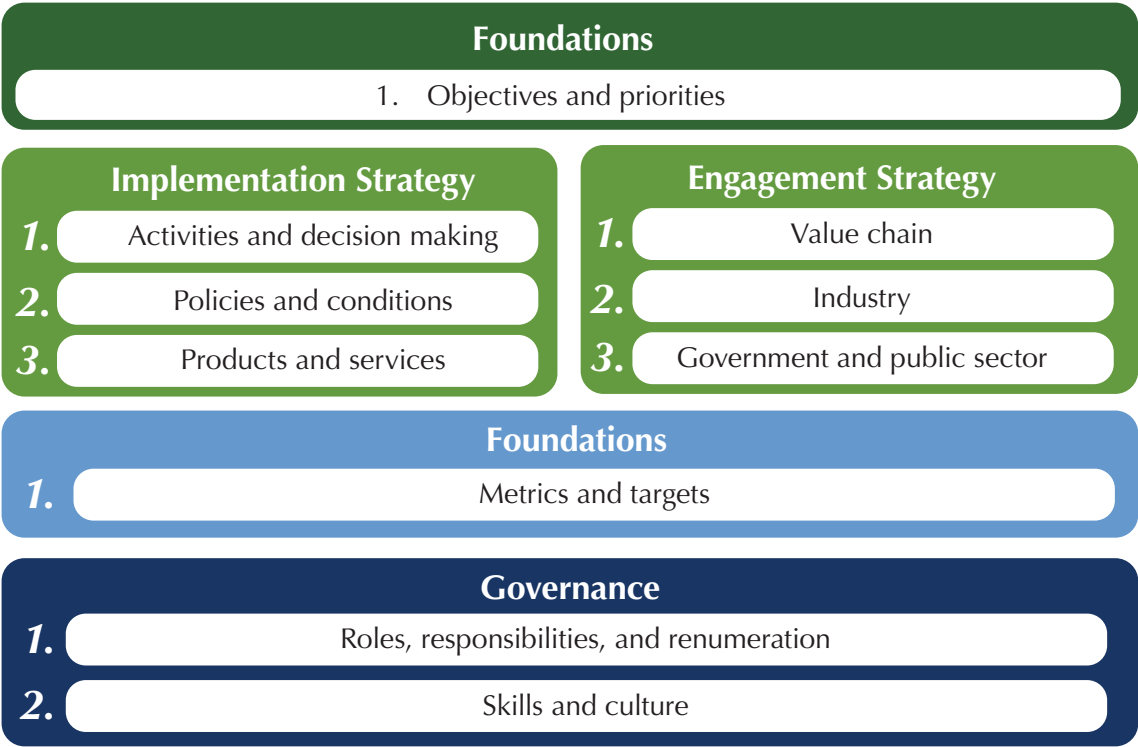 Foundations
1. Objectives and priorities
Implementation Strategy
1. Activities and decision making
2. Policies and conditions
3. Products and services
Engagement Strategy
1. Value chain
2. Industry
3. Government and public sector
Foundations
1. Metrics and targets
Governance
1. Roles, responsibilities, and renumeration
2. Skills and culture